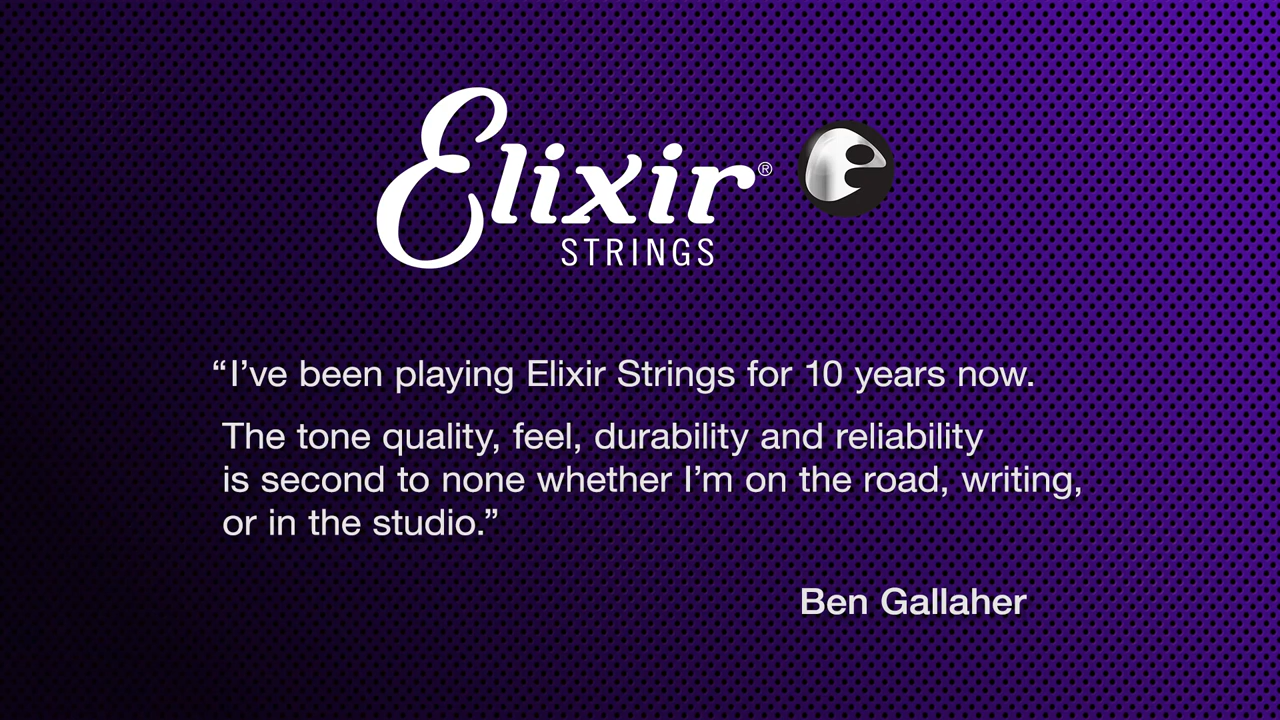 Elixir®
STRINGS
“I’ve been playing Elixir Strings for 10 years now.
The tone quality, feel, durability and reliability
is second to none whether I’m on the road, writing,
or in the studio.”
Ben Gallaher